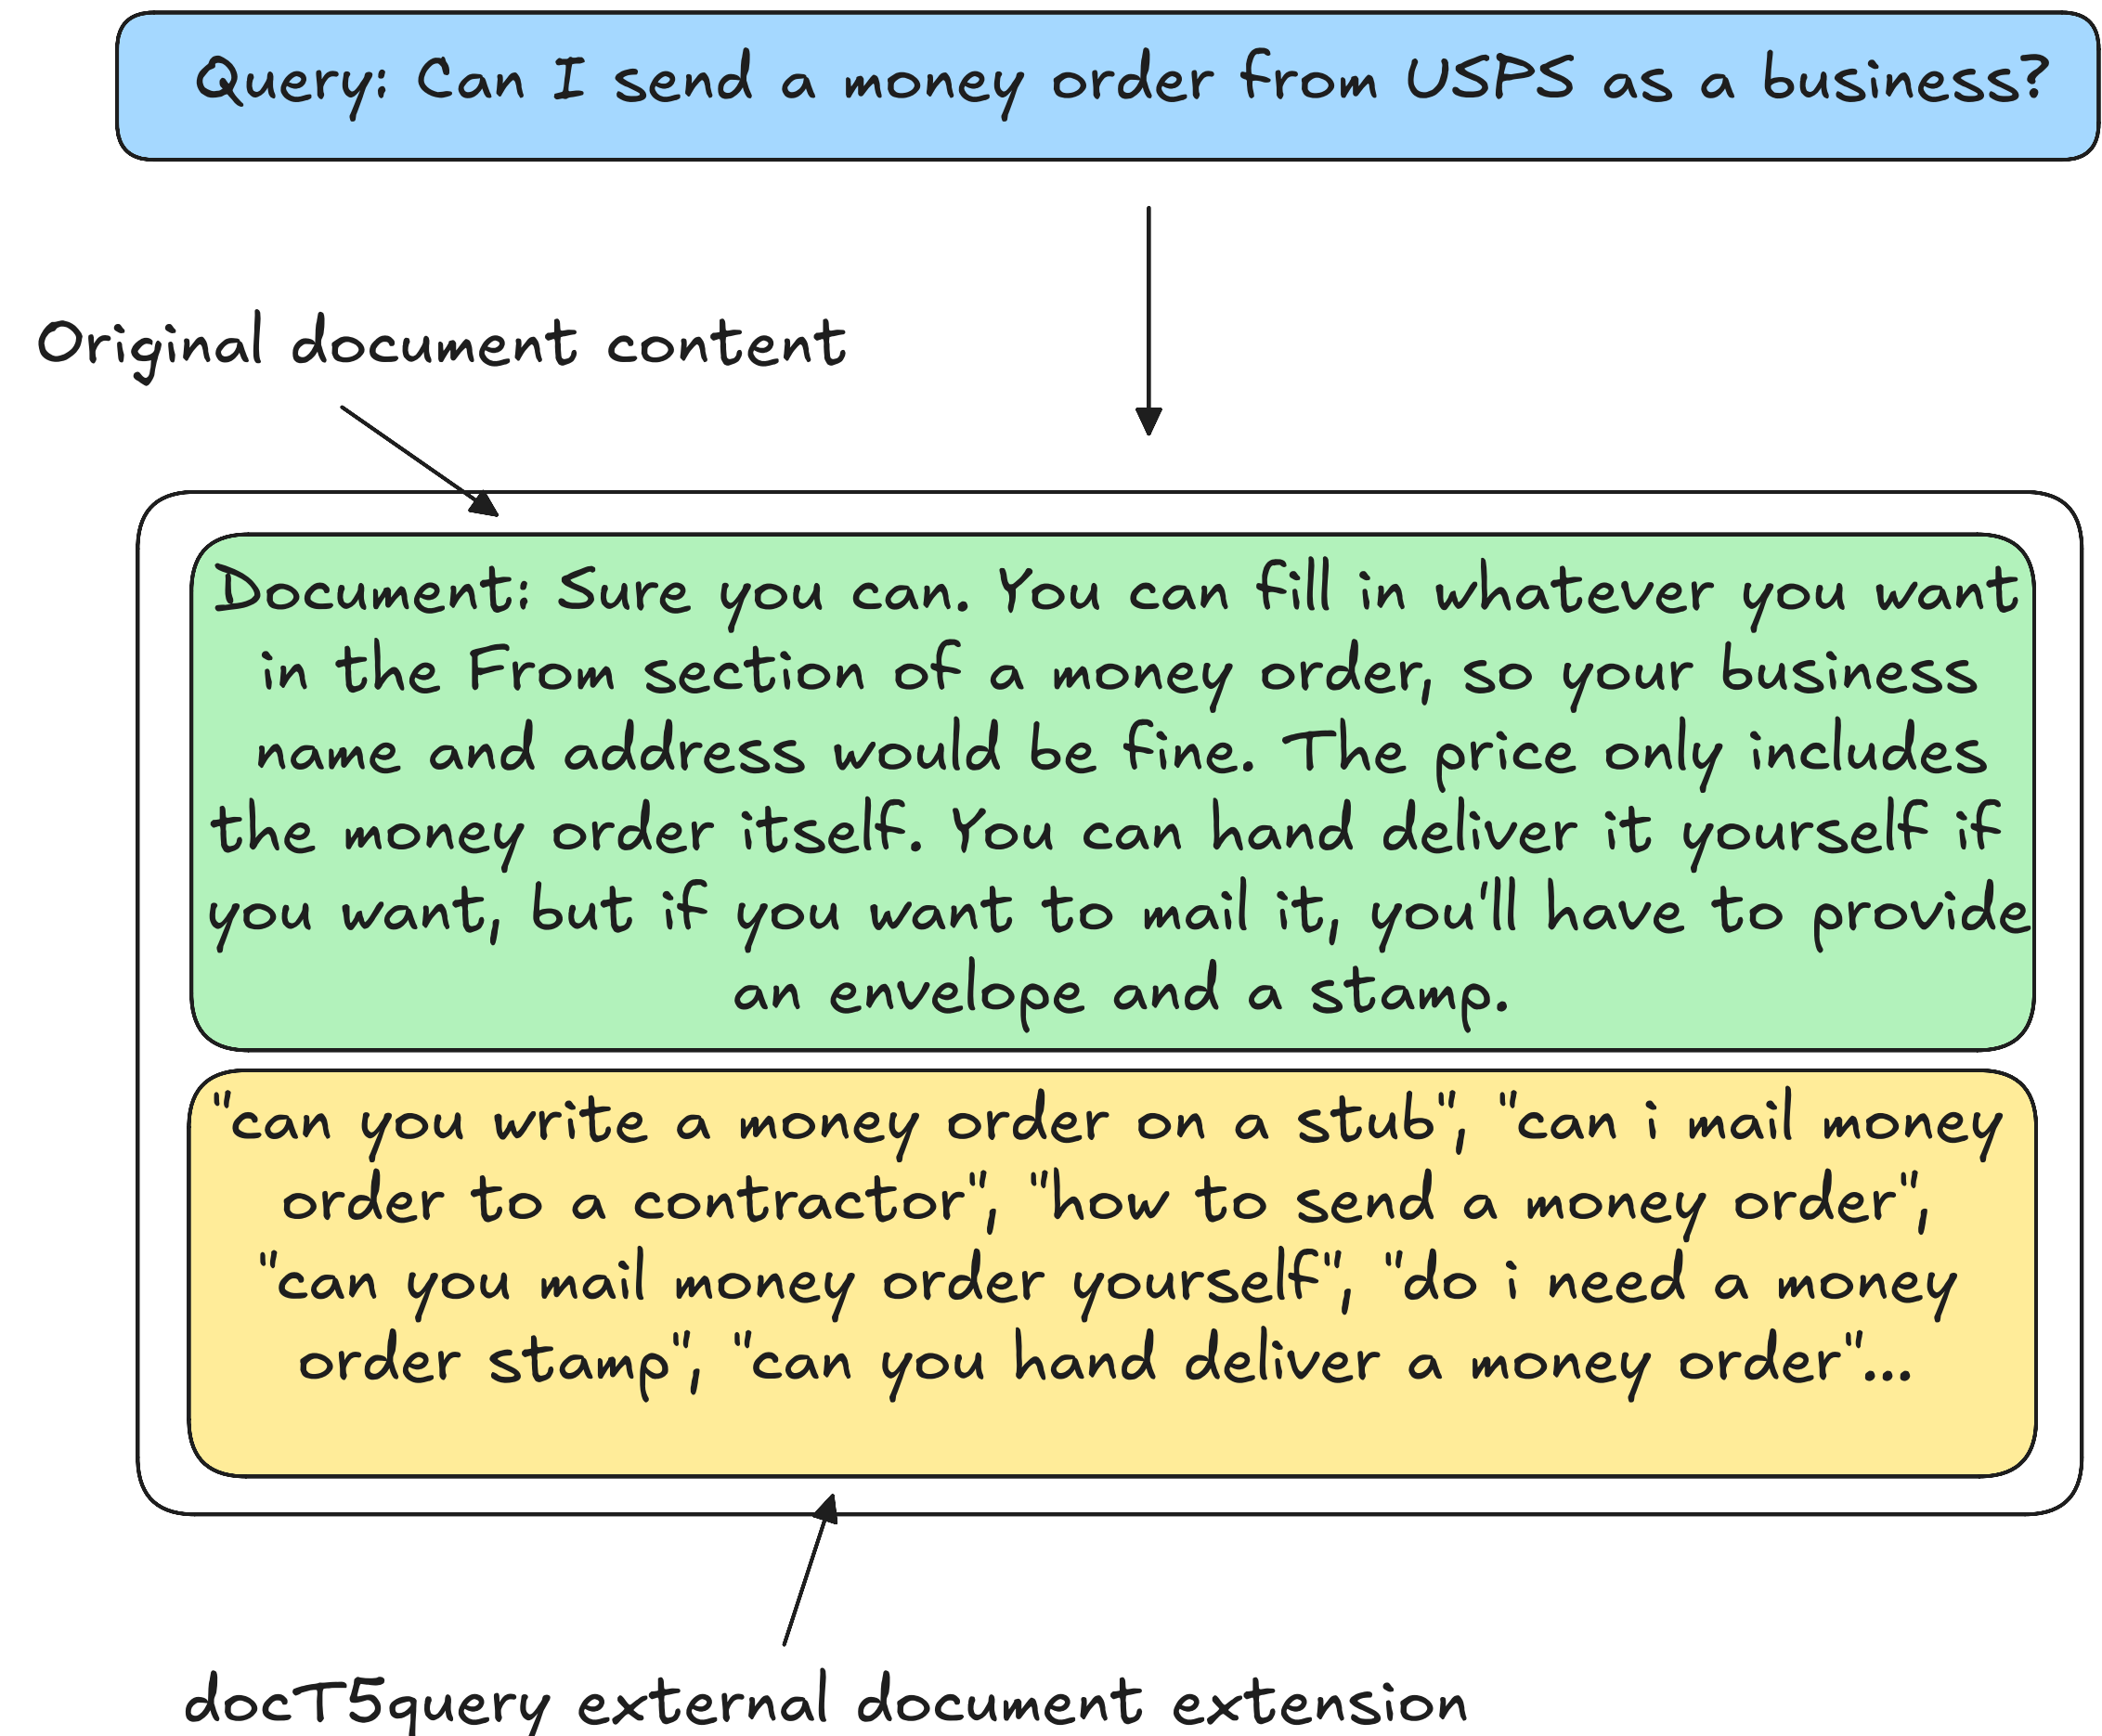 Query: Can I send a money order from USPS as a business?
Original document content
Document: Sure you can. You can fill in whatever you want
in the From section of a money order, so your business
name and address would be fine. The price only includes
the money order itself. You can hand deliver it yourself if
you want, but if you want to mail it, you'll have to provide
an envelope and a stamp.
"can you write a money order on a stub", "can i mail money
order to a contractor", "how to send a money order",
"can you mail money order yourself", "do i need a money
order stamp", "can you hand deliver a money order"...
docT5query external document extension